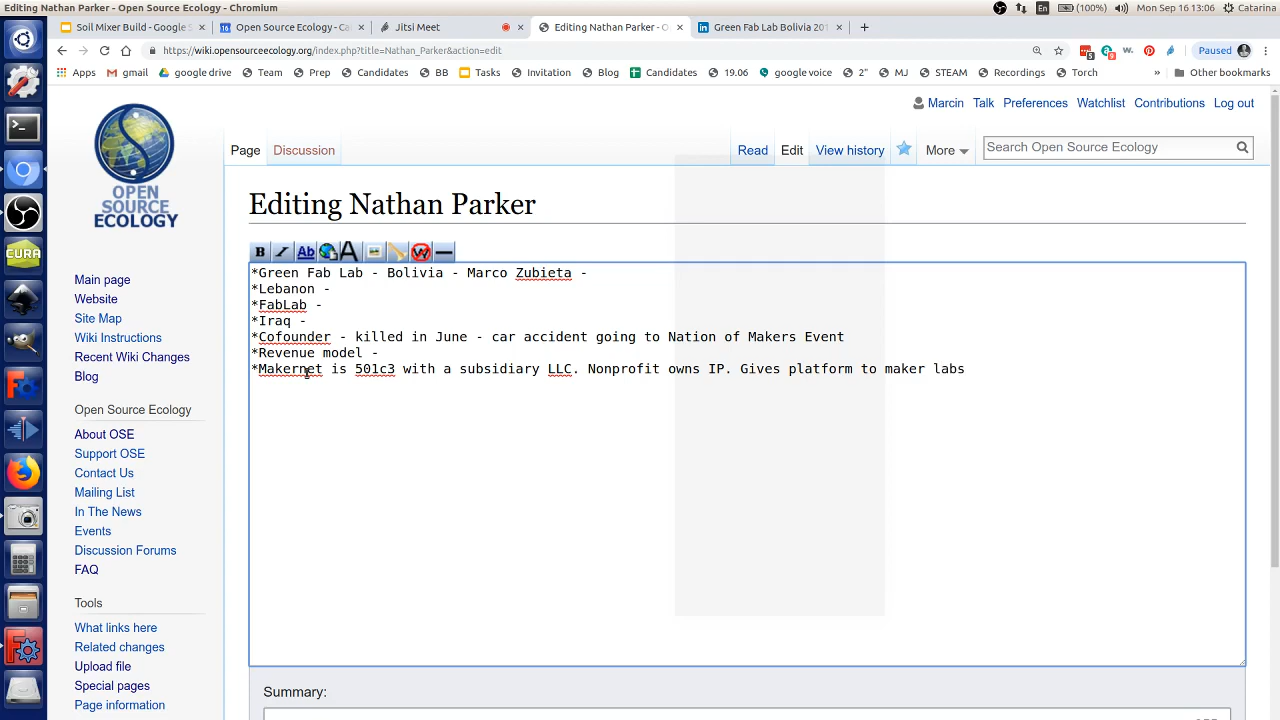 Editing Nathan Parker - Open Source Ecology - Chromium
En
(100%)
Mon Sep 16 13:06
Catarina
Soil Mixer Build - Google S
Open Source Ecology - Cal
Jitsi Meet
Editing Nathan Parker - O
Green Fab Lab Bolivia 201
https://wiki.opensourceecology.org/index.php?title=Nathan_Parker&action=edit
Paused
Apps
gmail
google drive
Team
Prep
Candidates
BB
Tasks
Invitation
Blog
Candidates
19.06
google voice
2"
MJ
STEAM
Recordings
Torch
»
Other bookmarks
Marcin
Talk
Preferences
Watchlist
Contributions
Log out
OPEN
SOURCE
ECOLOGY
Page
Discussion
Read
Edit
View history
More
Search Open Source Ecology
Editing Nathan Parker
B
I
Ab
A
W
*Green Fab Lab - Bolivia - Marco Zubieta -
*Lebanon -
*FabLab -
*Iraq -
*Cofounder - killed in June - car accident going to Nation of Makers Event
*Revenue model -
*Makernet is 501c3 with a subsidiary LLC. Nonprofit owns IP. Gives platform to maker labs
Main page
Website
Site Map
Wiki Instructions
Recent Wiki Changes
Blog
Open Source Ecology
About OSE
Support OSE
Contact Us
Mailing List
In The News
Events
Discussion Forums
FAQ
Tools
What links here
Related changes
Upload file
Special pages
Page information
Summary:
CURA